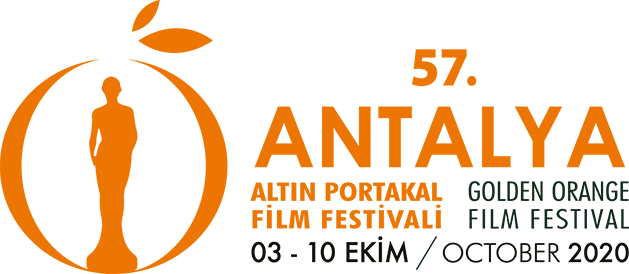 57.
ANTALYA
ALTIN PORTAKAL
FİLM FESTİVALİ
GOLDEN ORANGE
FILM FESTIVAL
03 - 10 EKİM / OCTOBER 2020